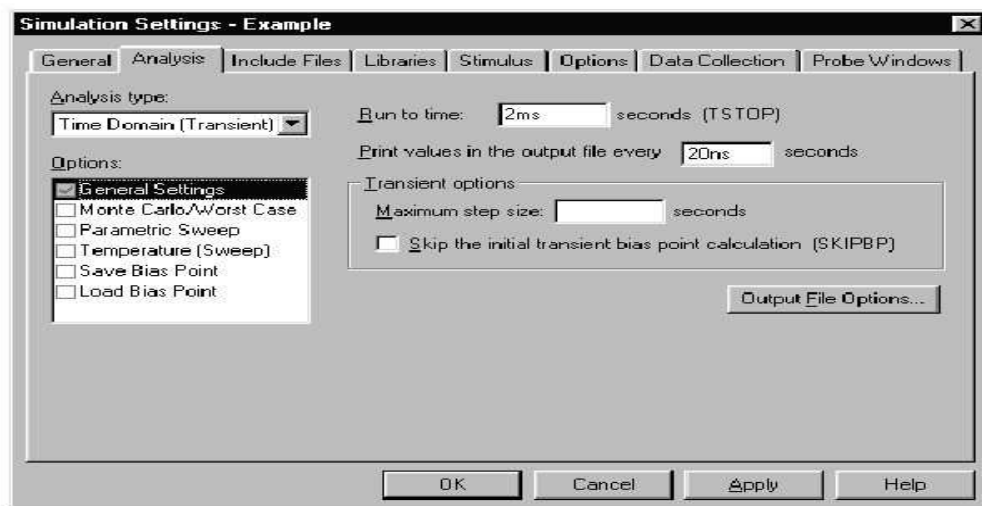 Simulation Settings - Example
General Analysis Include Files Libraries Stimulus Options Data Collection Probe Windows
Analysis type:
Time Domain (Transient)
Options:
General Settings
Monte Carlo/Worst Case
Parametric Sweep
Temperature (Sweep)
Save Bias Point
Load Bias Point
Run to time: 2ms seconds (TSTOP)
Print values in the output file every 20ns seconds
Transient options
Maximum step size: seconds
Skip the initial transient bias point calculation (SKIPBP)
Output File Options...
OK Cancel Apply Help